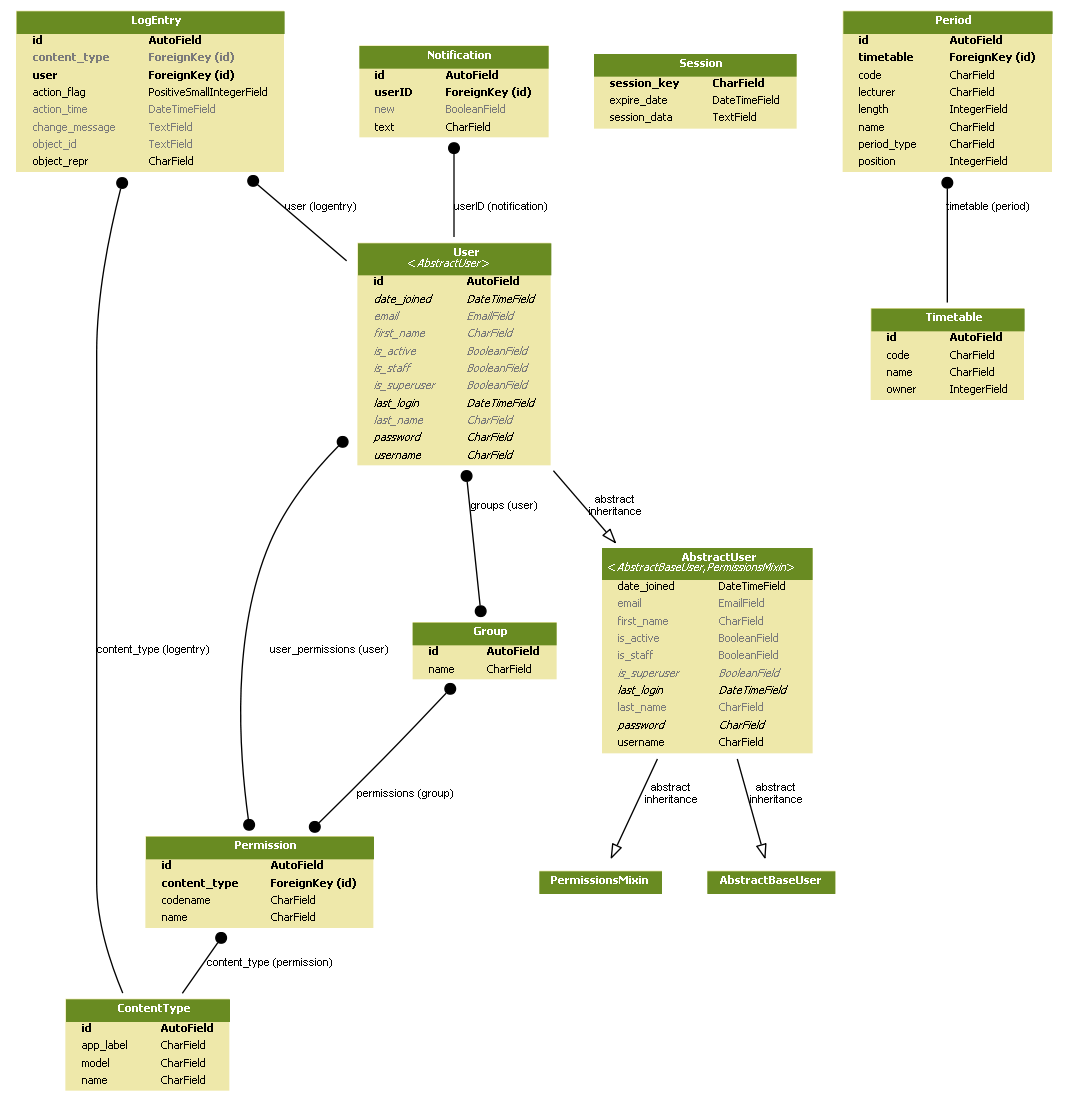 LogEntry
id AutoField
content_type ForeignKey (id)
user ForeignKey (id)
action_flag PositiveSmallIntegerField
action_time DateTimeField
change_message TextField
object_id TextField
object_repr CharField
Notification
id AutoField
userID ForeignKey (id)
new BooleanField
text CharField
Session
session_key CharField
expire_date DateTimeField
session_data TextField
Period
id AutoField
timetable ForeignKey (id)
code CharField
lecturer CharField
length IntegerField
name CharField
period_type CharField
position IntegerField
user (logentry)
userID (notification)
timetable (period)
User
<AbstractUser>
id AutoField
date_joined DateTimeField
email EmailField
first_name CharField
is_active BooleanField
is_staff BooleanField
is_superuser BooleanField
last_login DateTimeField
last_name CharField
password CharField
username CharField
Timetable
id AutoField
code CharField
name CharField
owner IntegerField
groups (user)
abstract
inheritance
AbstractUser
<AbstractBaseUser,PermissionsMixin>
date_joined DateTimeField
email EmailField
first_name CharField
is_active BooleanField
is_staff BooleanField
is_superuser BooleanField
last_login DateTimeField
last_name CharField
password CharField
username CharField
Group
id AutoField
name CharField
content_type (logentry)
user_permissions (user)
permissions (group)
abstract
inheritance
abstract
inheritance
Permission
id AutoField
content_type ForeignKey (id)
codename CharField
name CharField
PermissionsMixin
AbstractBaseUser
content_type (permission)
ContentType
id AutoField
app_label CharField
model CharField
name CharField